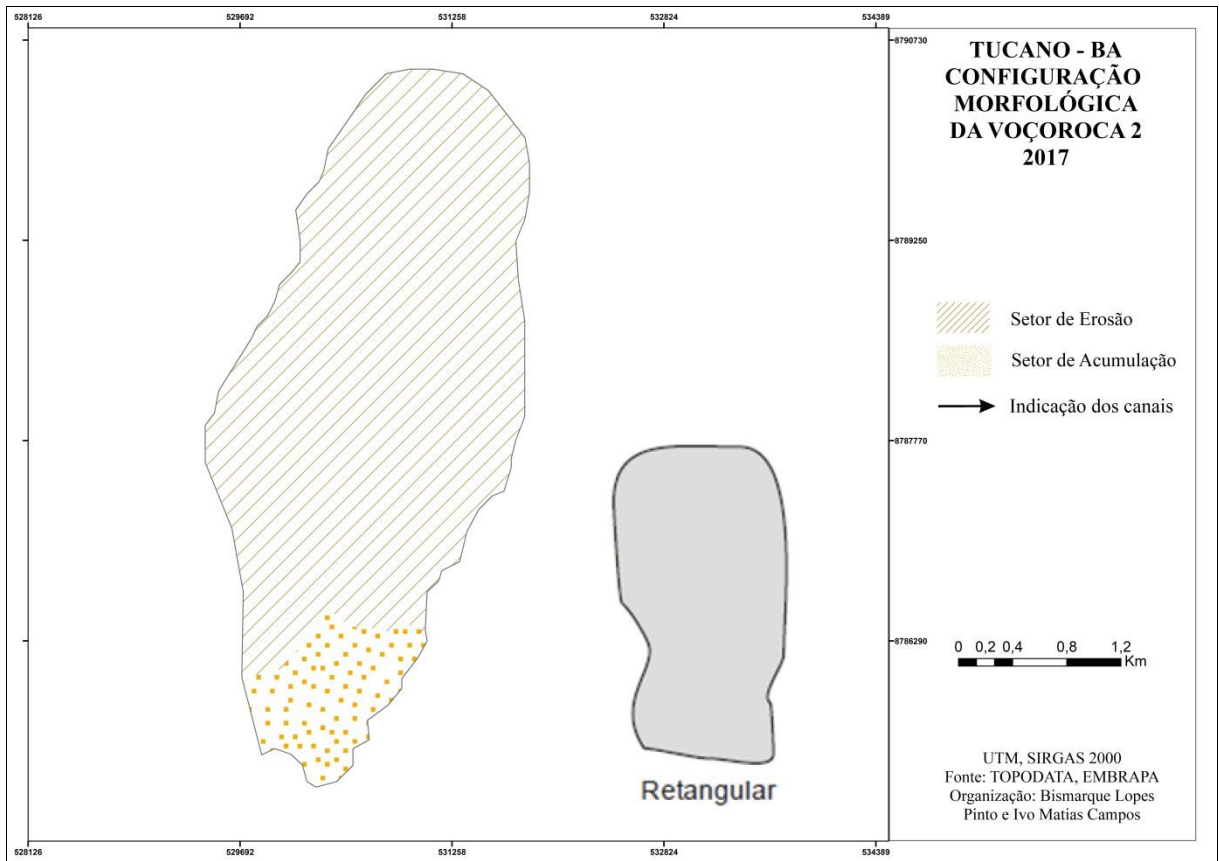 528126
529692
531258
532824
534389
8790730
8789250
8787770
8786290
TUCANO - BA
CONFIGURAÇÃO
MORFOLÓGICA
DA VOÇOROCA 2
2017
Setor de Erosão
Setor de Acumulação
Indicação dos canais
Retangular
0 0,2 0,4 0,8 1,2
Km
UTM, SIRGAS 2000
Fonte: TOPODATA, EMBRAPA
Organização: Bismarque Lopes
Pinto e Ivo Matias Campos
528126
529692
531258
532824
534389